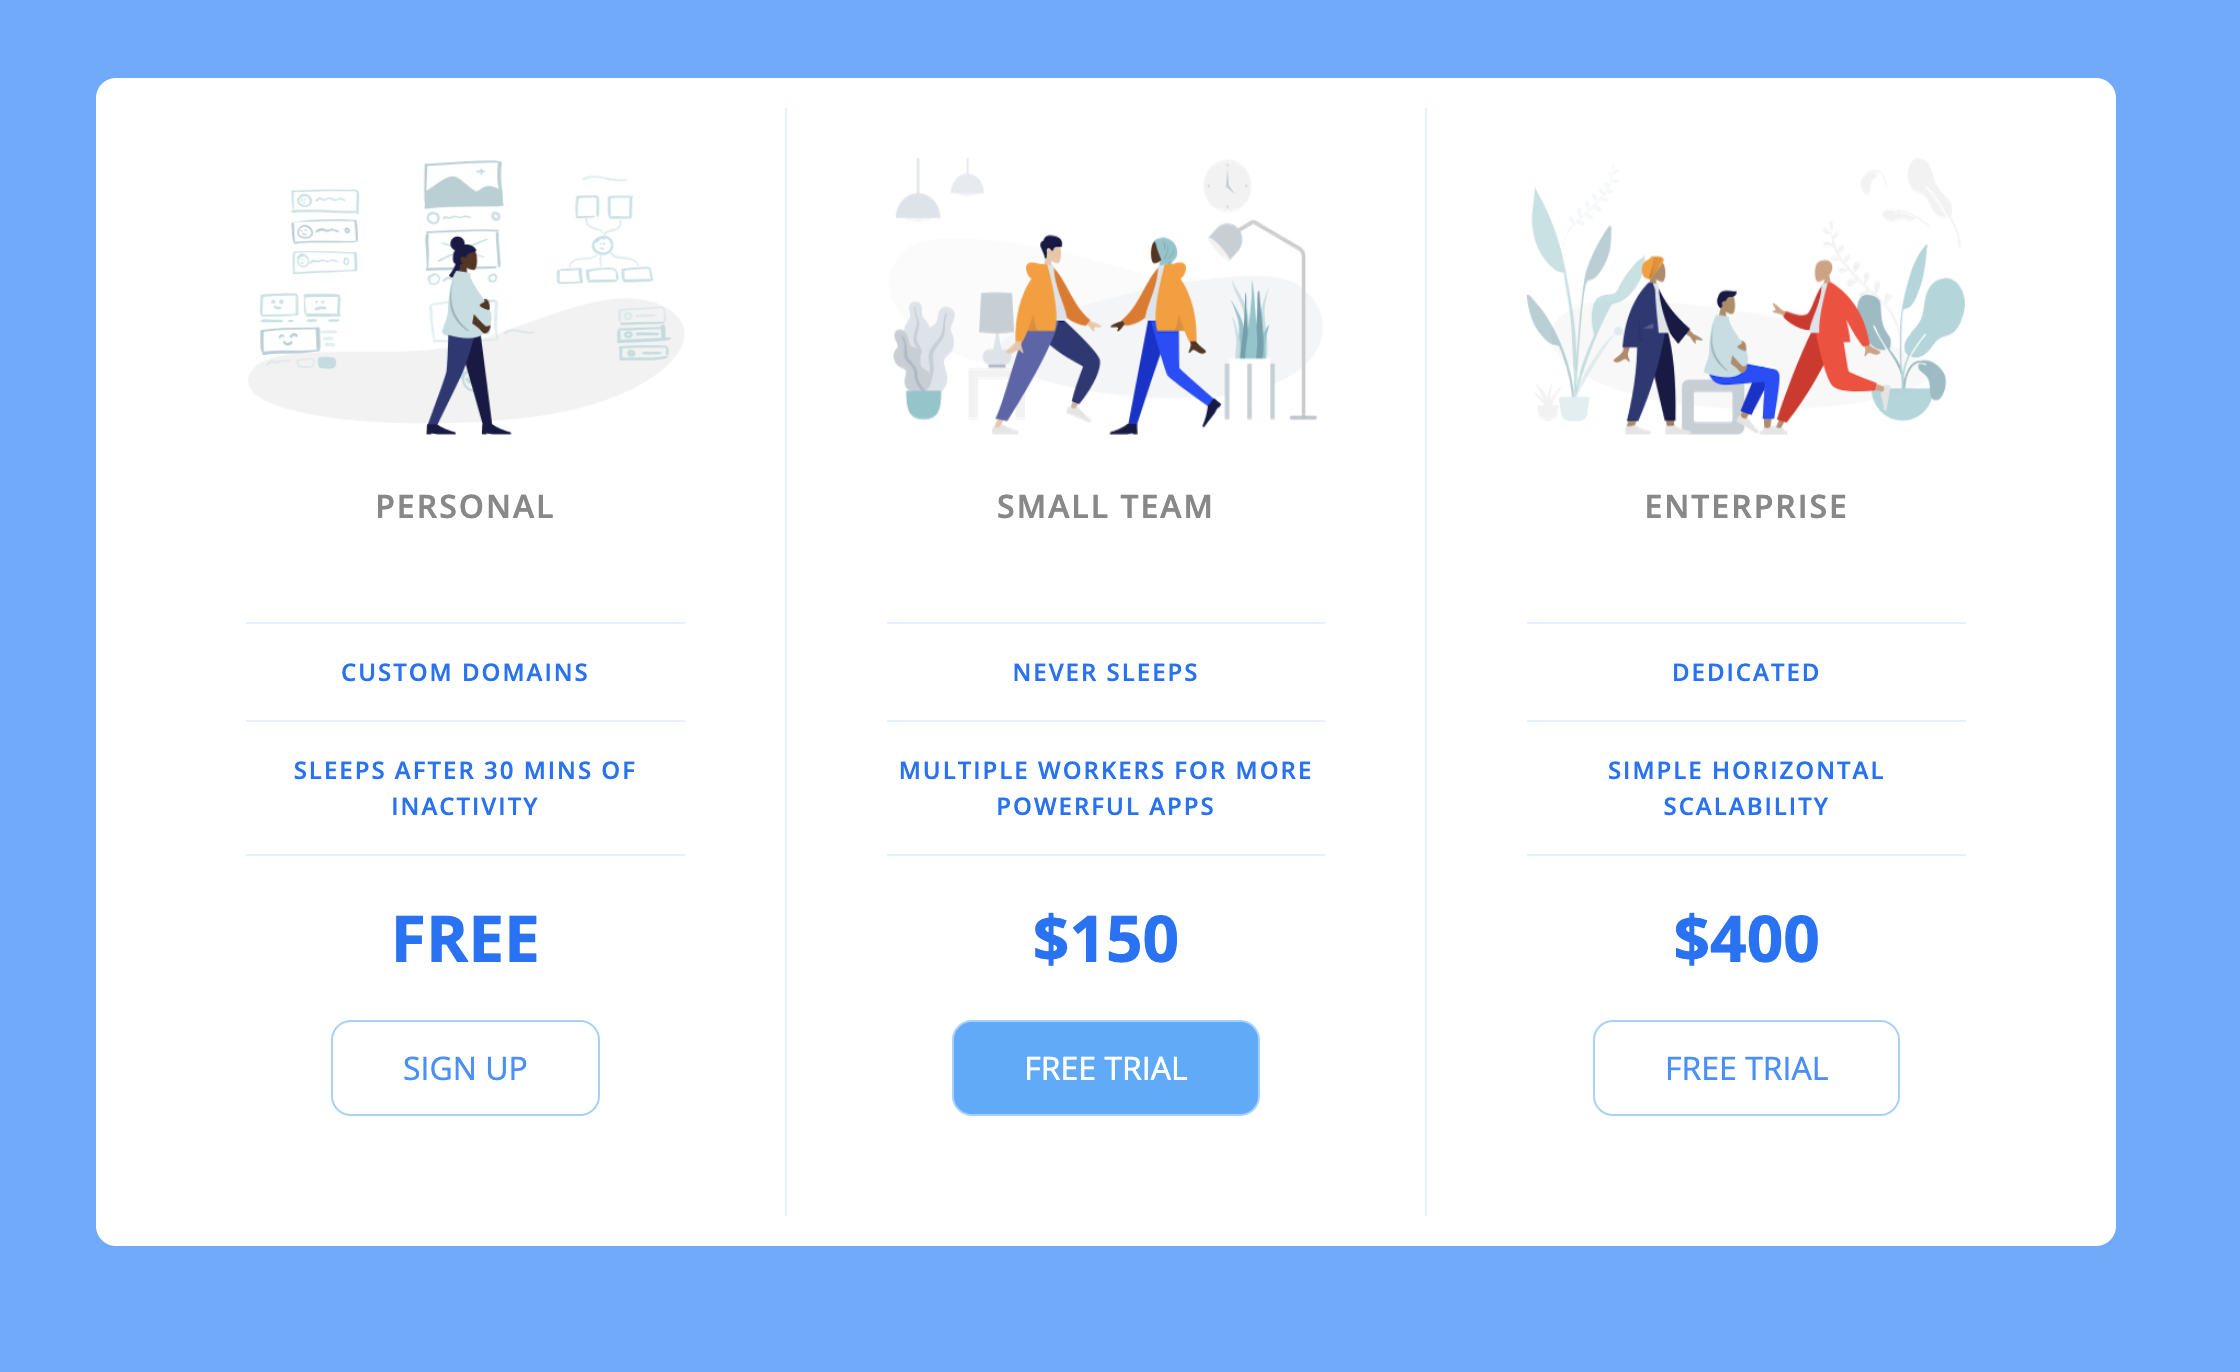 PERSONAL
CUSTOM DOMAINS
SLEEPS AFTER 30 MINS OF
INACTIVITY
FREE
SIGN UP
SMALL TEAM
NEVER SLEEPS
MULTIPLE WORKERS FOR MORE
POWERFUL APPS
$150
FREE TRIAL
ENTERPRISE
DEDICATED
SIMPLE HORIZONTAL
SCALABILITY
$400
FREE TRIAL